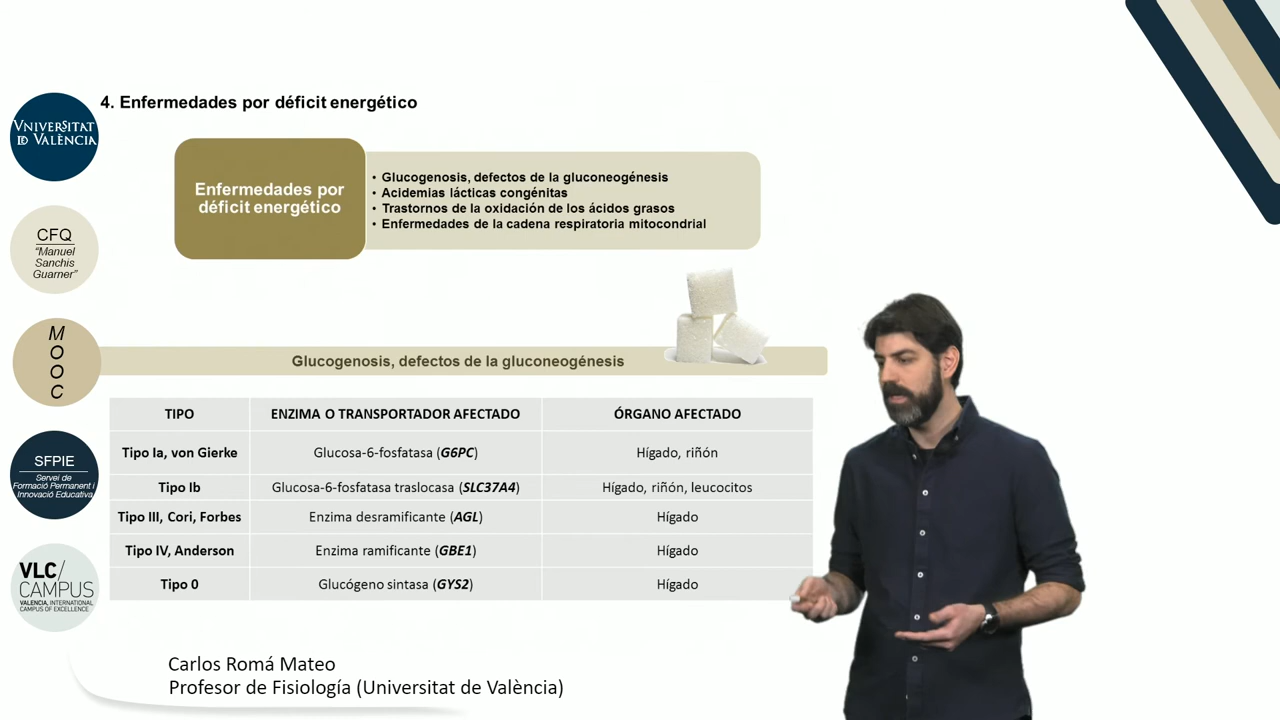 4. Enfermedades por déficit energético
VNIVERSITAT
ID VALÈNCIA
Enfermedades por
déficit energético
• Glucogenosis, defectos de la gluconeogénesis
• Acidemias lácticas congénitas
• Trastornos de la oxidación de los ácidos grasos
• Enfermedades de la cadena respiratoria mitocondrial
CFQ
“Manuel
Sanchis
Guarner”
M
O
O
C
Glucogenosis, defectos de la gluconeogénesis
TIPO ENZIMA O TRANSPORTADOR AFECTADO ÓRGANO AFECTADO
Tipo Ia, von Gierke Glucosa-6-fosfatasa (G6PC) Hígado, riñón
Tipo Ib Glucosa-6-fosfatasa traslocasa (SLC37A4) Hígado, riñón, leucocitos
Tipo III, Cori, Forbes Enzima desramificante (AGL) Hígado
Tipo IV, Anderson Enzima ramificante (GBE1) Hígado
Tipo 0 Glucógeno sintasa (GYS2) Hígado
SFPIE
Servei de
Formació Permanent i
Innovació Educativa
VLC/
CAMPUS
VALENCIA, INTERNATIONAL
CAMPUS OF EXCELLENCE
Carlos Romá Mateo
Profesor de Fisiología (Universitat de València)